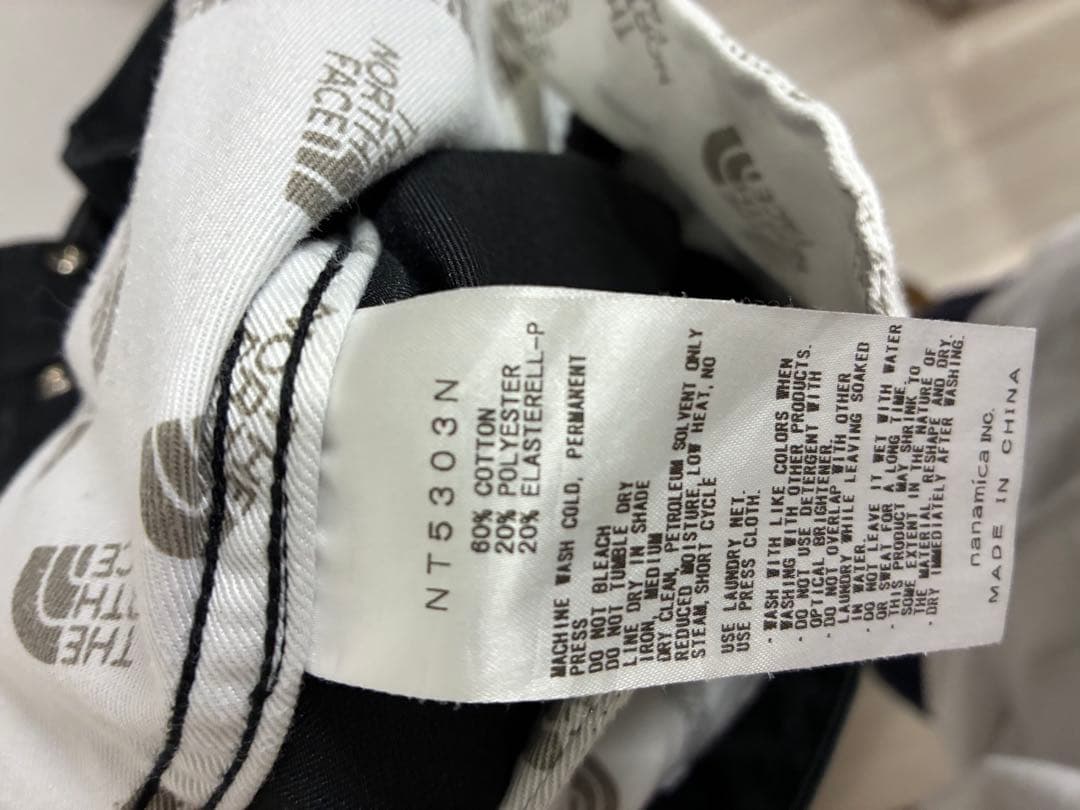 NT5303N
60% COTTON
20% POLYESTER
20% ELASTERELL-P
MACHINE WASH COLD, PERMANENT
PRESS
DO NOT BLEACH
DO NOT TUMBLE DRY
LINE DRY IN SHADE
IRON, MEDIUM
DRY CLEAN, PETROLEUM SOLVENT ONLY
REDUCED MOISTURE, LOW HEAT, NO
STEAM, SHORT CYCLE
USE LAUNDRY NET.
USE PRESS CLOTH.
· WASH WITH LIKE COLORS WHEN
WASHING WITH OTHER PRODUCTS.
· DO NOT USE DETERGENT WITH
OPTICAL BRIGHTENER.
· DO NOT OVERLAP WITH OTHER
LAUNDRY WHILE LEAVING SOAKED
IN WATER.
· DO NOT LEAVE IT WET WITH WATER
OR SWEAT FOR A LONG TIME.
· THIS PRODUCT MAY SHRINK TO
SOME EXTENT IN THE NATURE OF
THE MATERIAL. RESHAPE AND DRY
· DRY IMMEDIATELY AFTER WASHING.
nanamica INC.
MADE IN CHINA
THE
NORTH
FACE
THE
NORTH
FACE